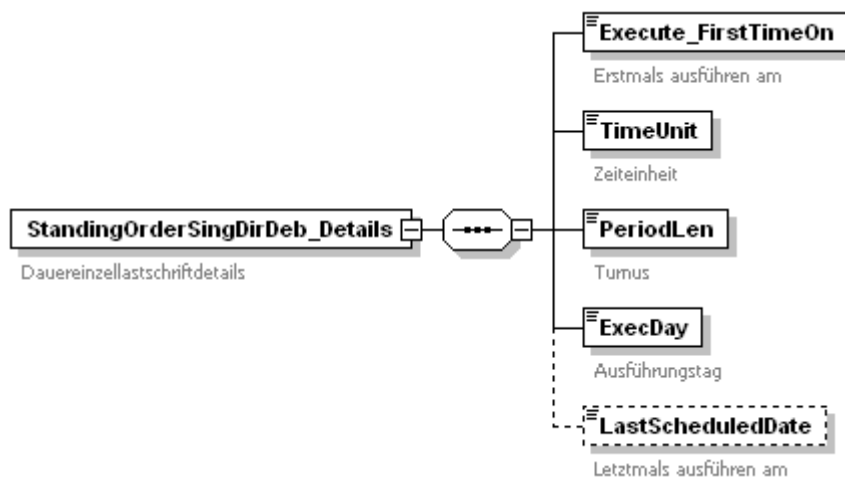 Execute_FirstTimeOn
Erstmals ausführen am
TimeUnit
Zeiteinheit
StandingOrderSingDirDeb_Details
Dauereinzellastschriftdetails
PeriodLen
Turnus
ExecDay
Ausführungstag
LastScheduledDate
Letztmals ausführen am